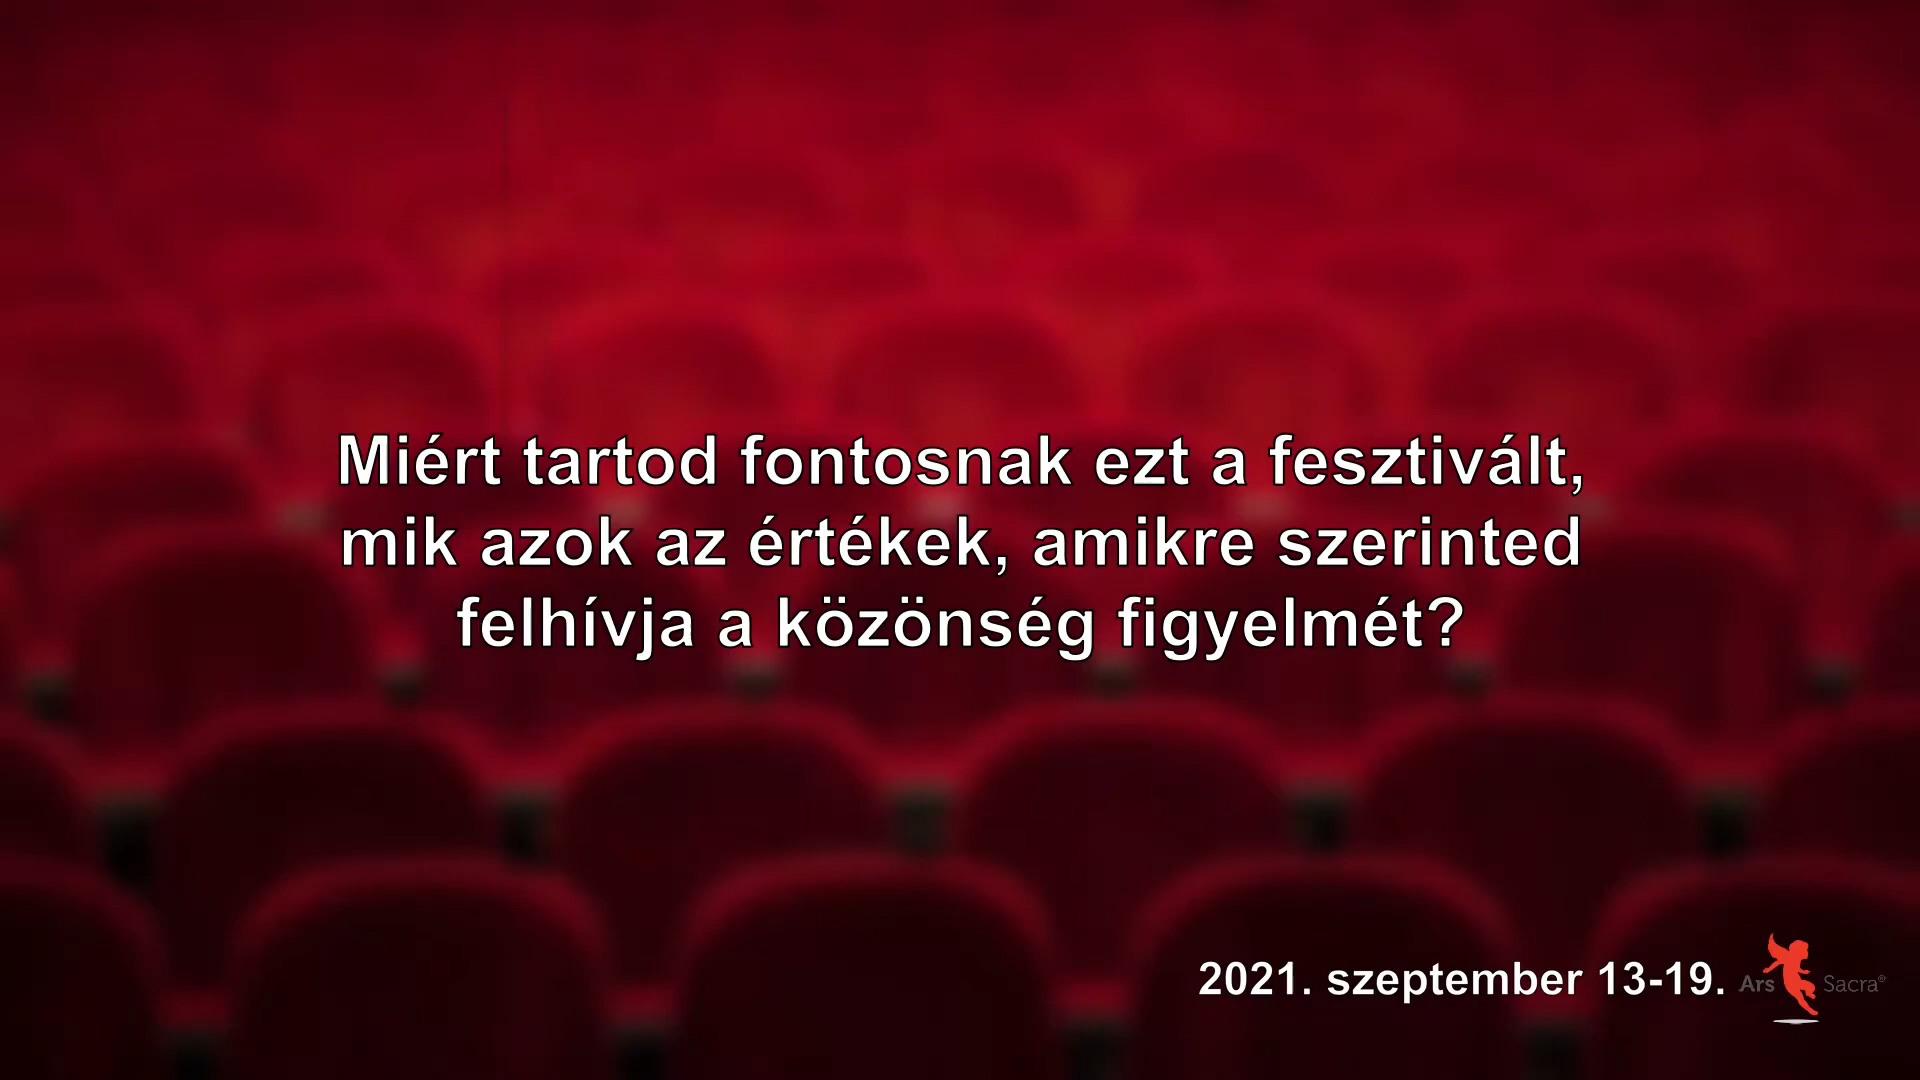 Miért tartod fontosnak ezt a fesztivált,
mik azok az értékek, amikre szerinted
felhívja a közönség figyelmét?
2021. szeptember 13-19.
Ars Sacra®